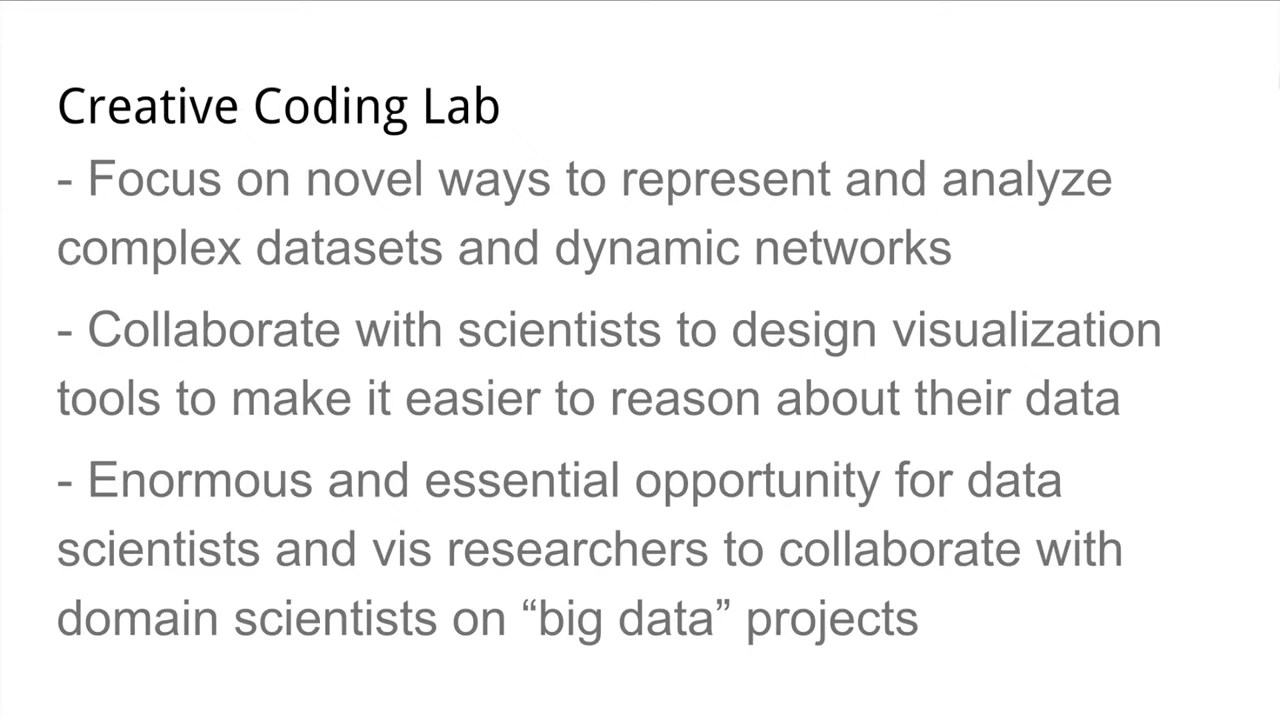 Creative Coding Lab
- Focus on novel ways to represent and analyze
complex datasets and dynamic networks
- Collaborate with scientists to design visualization
tools to make it easier to reason about their data
- Enormous and essential opportunity for data
scientists and vis researchers to collaborate with
domain scientists on “big data” projects